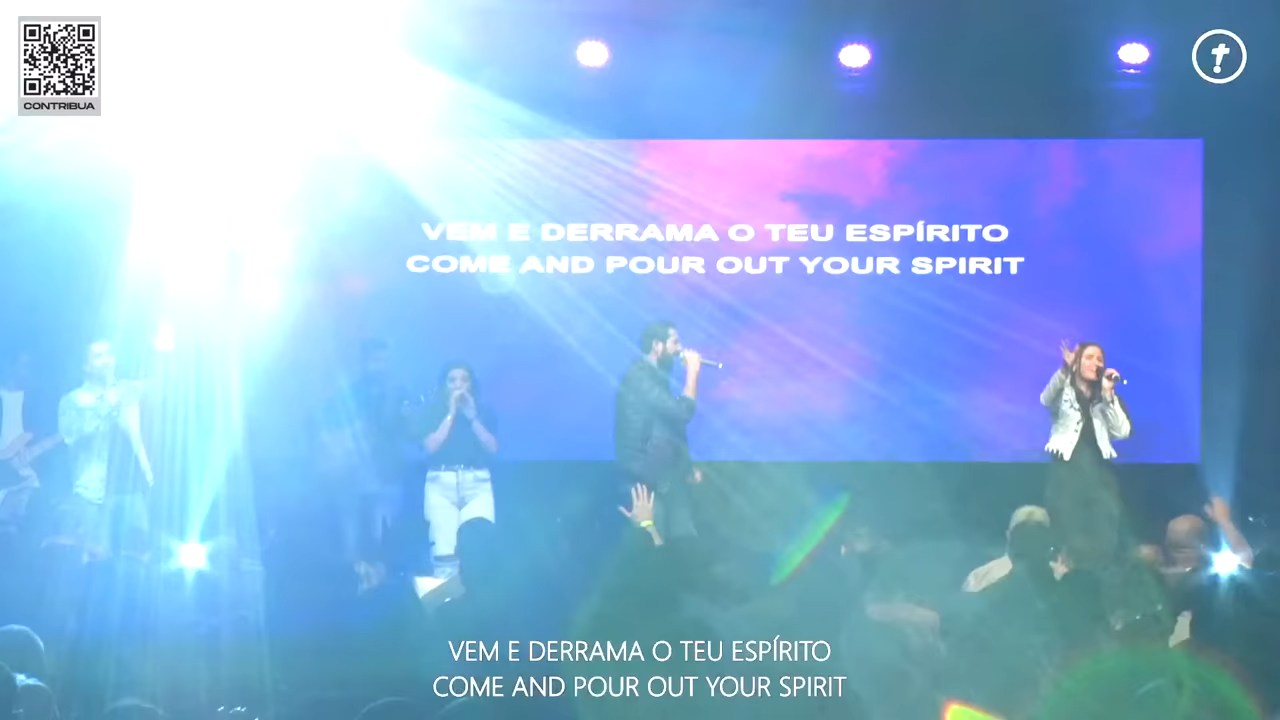 CONTRIBUA
VEM E DERRAMA O TEU ESPÍRITO
COME AND POUR OUT YOUR SPIRIT
VEM E DERRAMA O TEU ESPÍRITO
COME AND POUR OUT YOUR SPIRIT